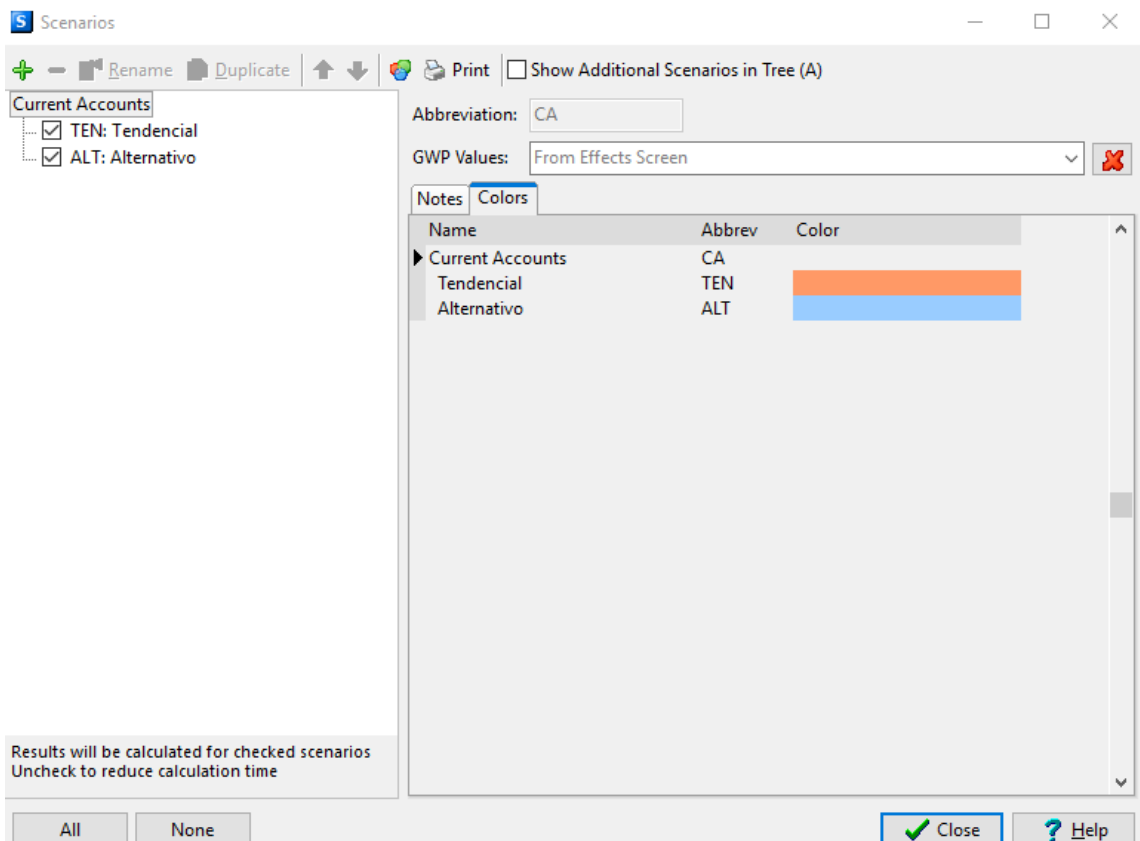 Scenarios
Rename Duplicate Print Show Additional Scenarios in Tree (A)
Current Accounts
TEN: Tendencial
ALT: Alternativo
Abbreviation: CA
GWP Values: From Effects Screen
Notes Colors
Name Abbrev Color
Current Accounts CA
Tendencial TEN
Alternativo ALT
Results will be calculated for checked scenarios
Uncheck to reduce calculation time
All None Close Help